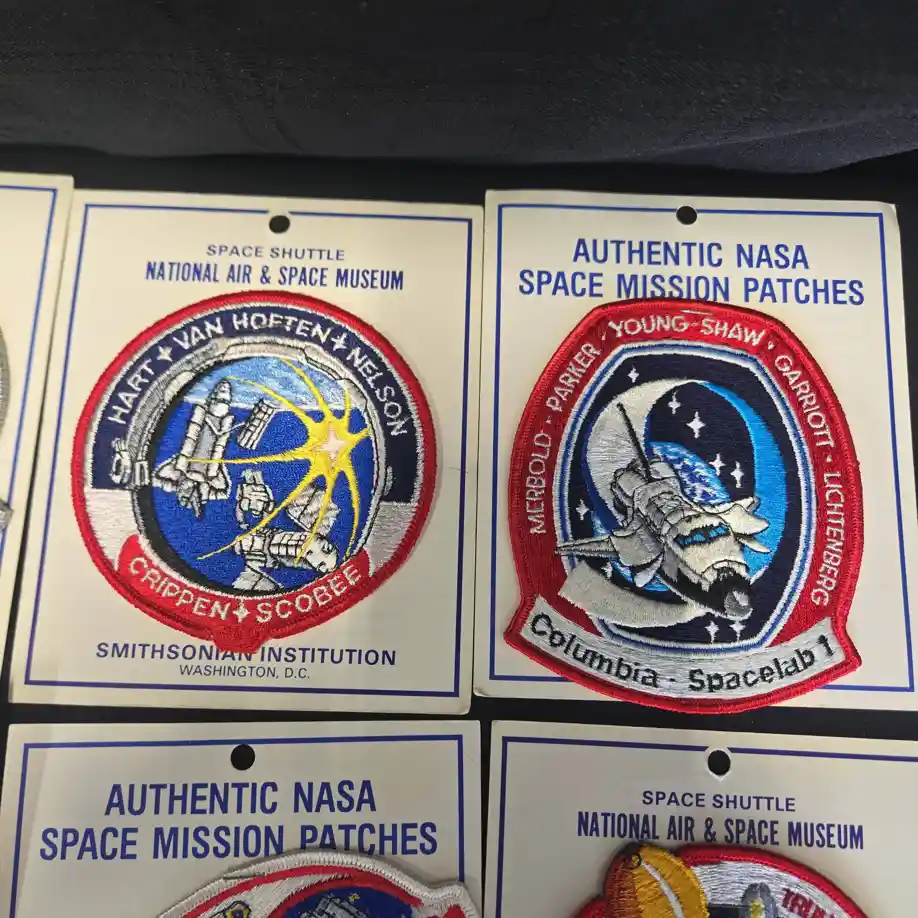 SPACE SHUTTLE
NATIONAL AIR & SPACE MUSEUM
HART VAN HOFTEN NELSON
CRIPPEN SCOBEE
SMITHSONIAN INSTITUTION
WASHINGTON, D.C.
AUTHENTIC NASA
SPACE MISSION PATCHES
MERBOLD · PARKER · YOUNG · SHAW · GARRIOTT · LICHTENBERG
Columbia · Spacelab 1
AUTHENTIC NASA
SPACE MISSION PATCHES
SPACE SHUTTLE
NATIONAL AIR & SPACE MUSEUM